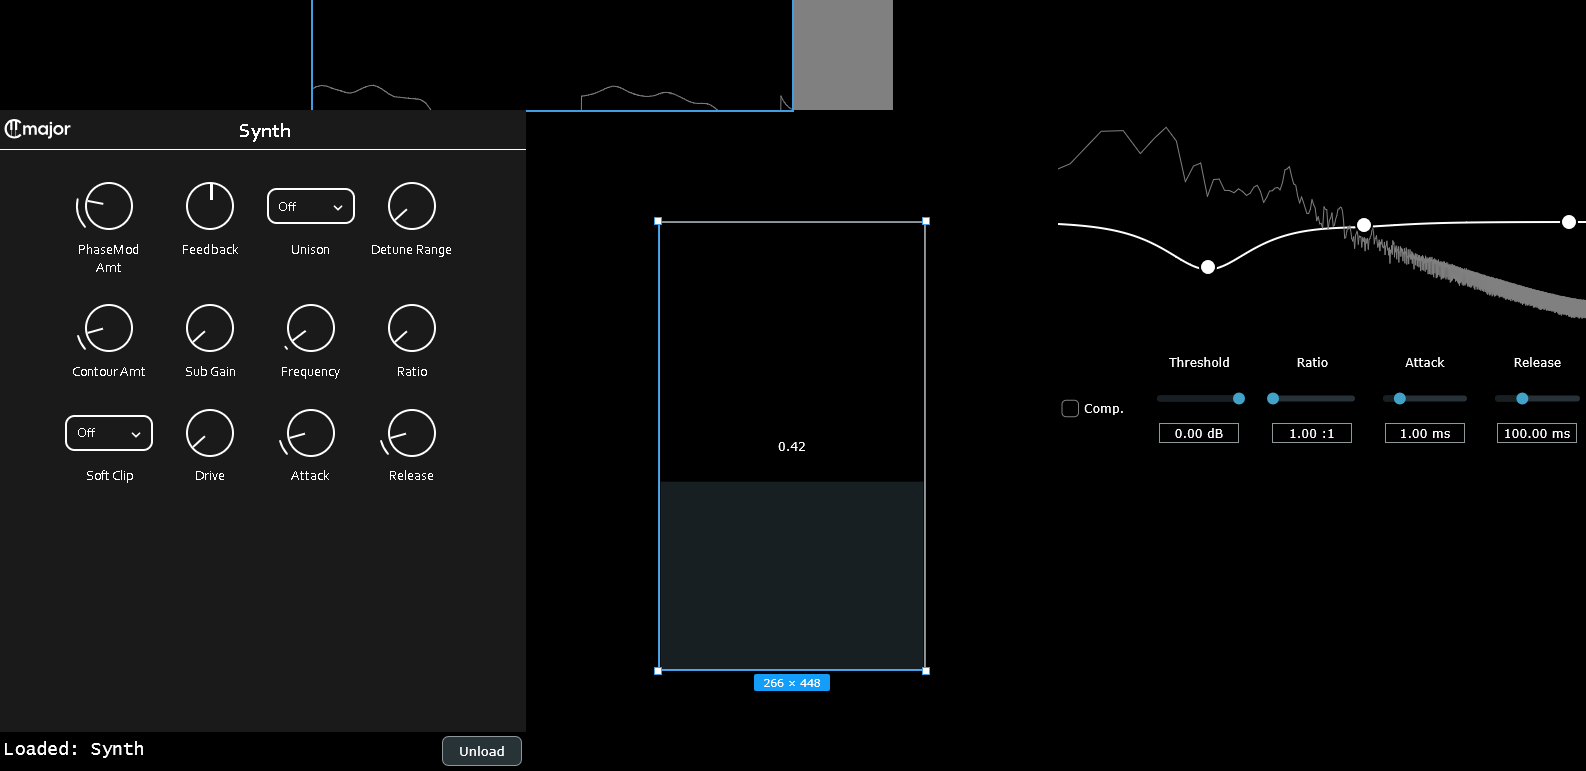 major
Synth
PhaseMod
Amt
Feedback
Off
Unison
Detune Range
Contour Amt
Sub Gain
Frequency
Ratio
Off
Soft Clip
Drive
Attack
Release
Loaded: Synth
Unload
0.42
266 × 448
Threshold
Ratio
Attack
Release
Comp.
0.00 dB
1.00 :1
1.00 ms
100.00 ms